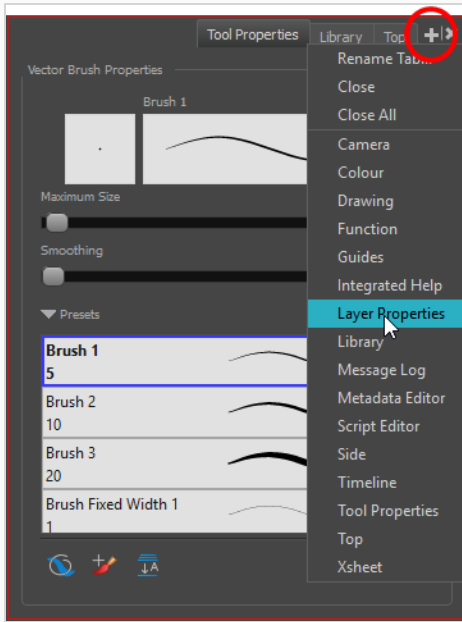 Tool Properties Library Top
Rename Tab...
Vector Brush Properties
Close
Brush 1
Close All
Camera
Colour
Maximum Size
Drawing
Function
Smoothing
Guides
Integrated Help
Presets
Layer Properties
Library
Brush 1
5
Message Log
Brush 2
10
Metadata Editor
Script Editor
Brush 3
20
Side
Timeline
Brush Fixed Width 1
1
Tool Properties
Top
Xsheet